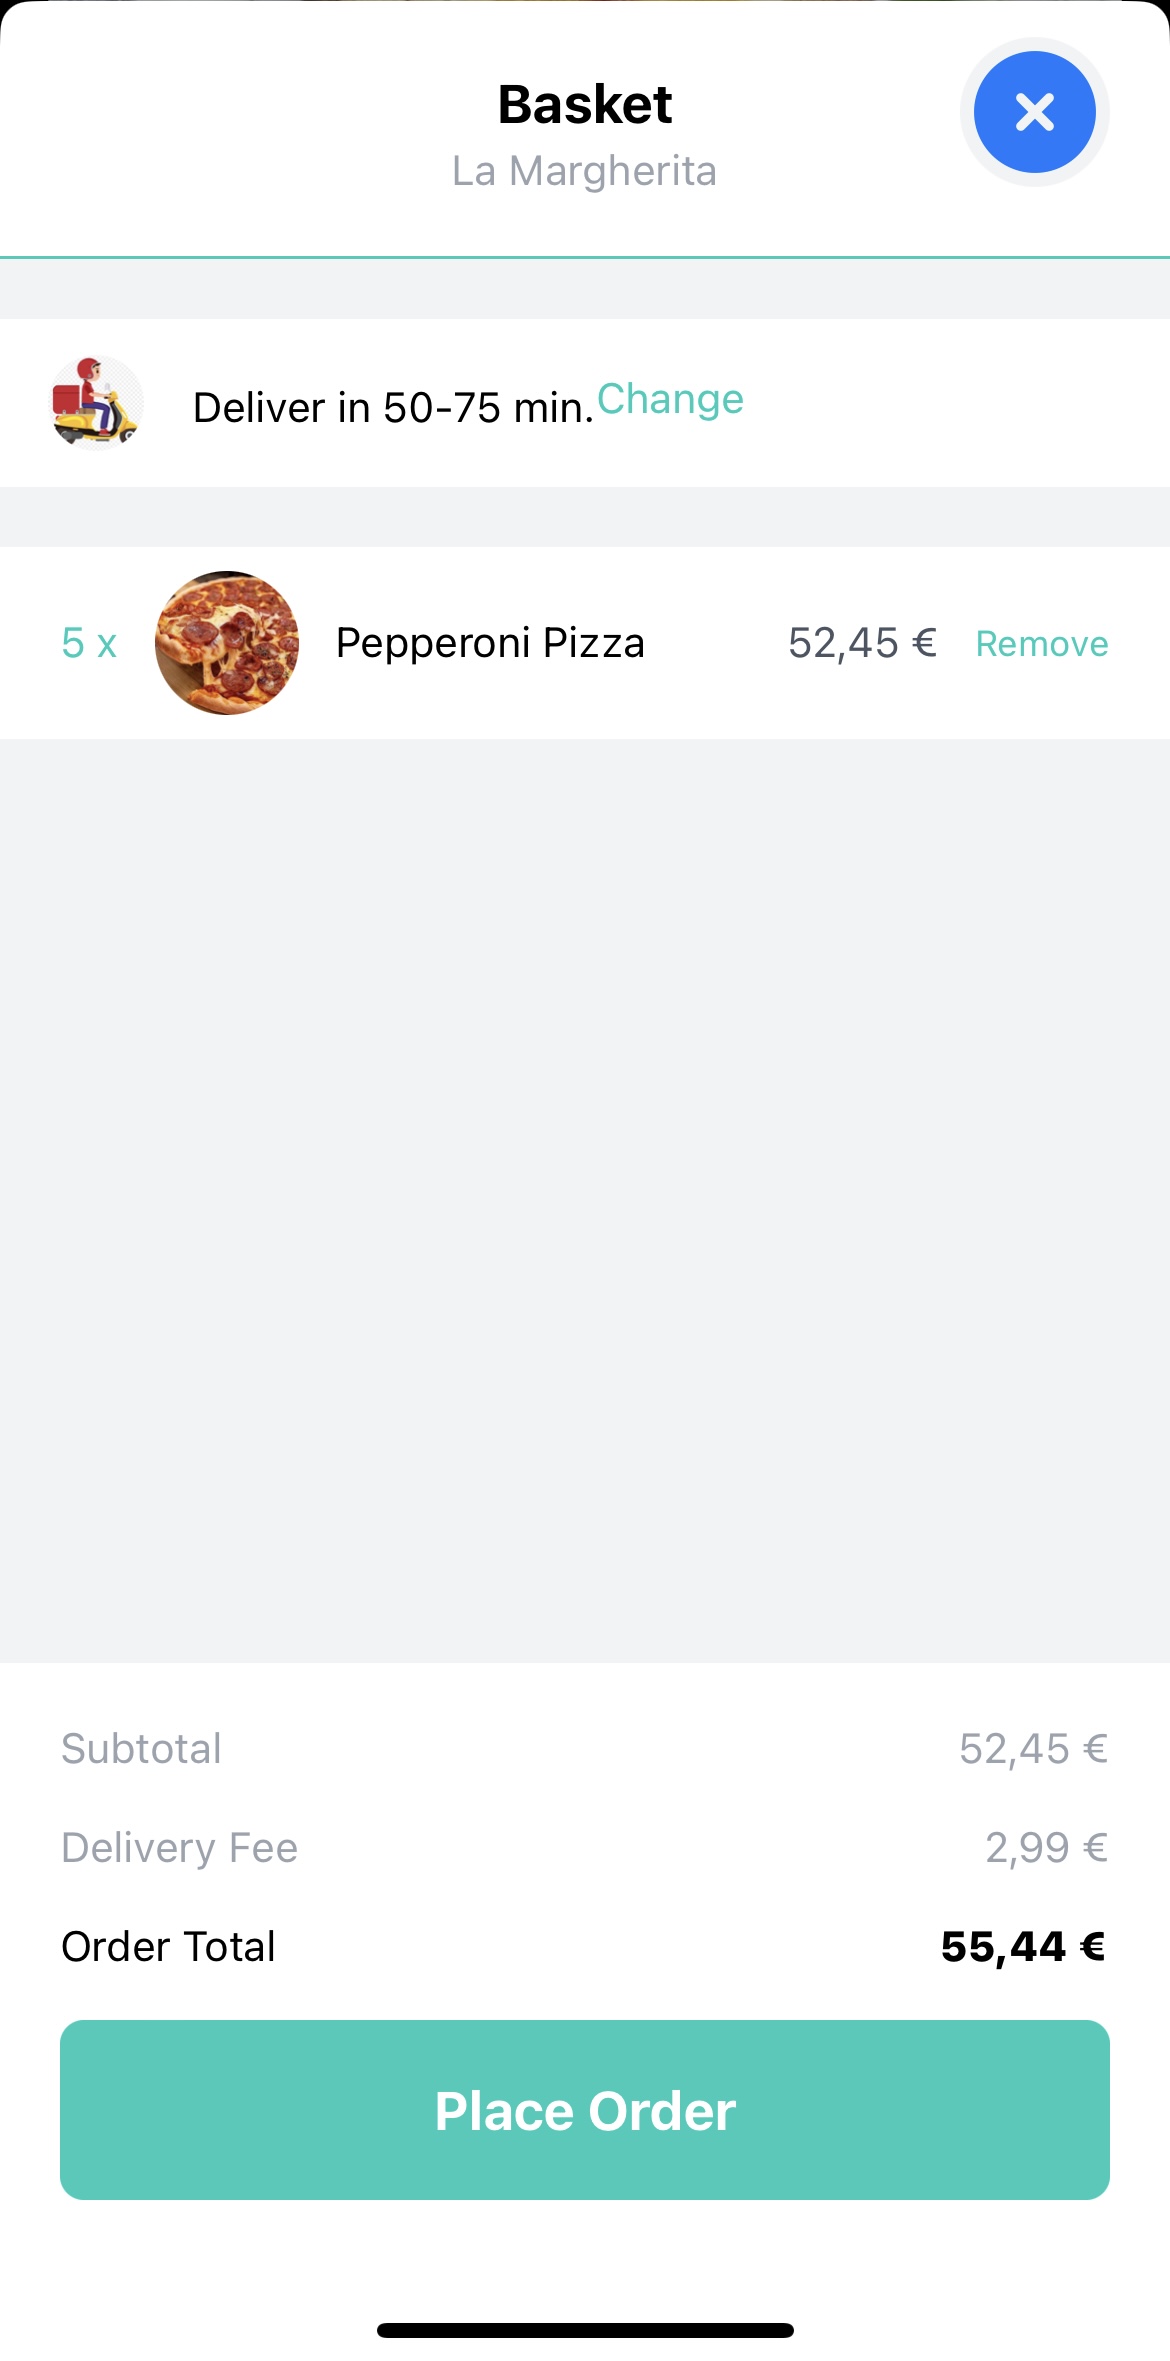 Basket
La Margherita
Deliver in 50-75 min. Change
5 x Pepperoni Pizza 52,45 € Remove
Subtotal 52,45 €
Delivery Fee 2,99 €
Order Total 55,44 €
Place Order